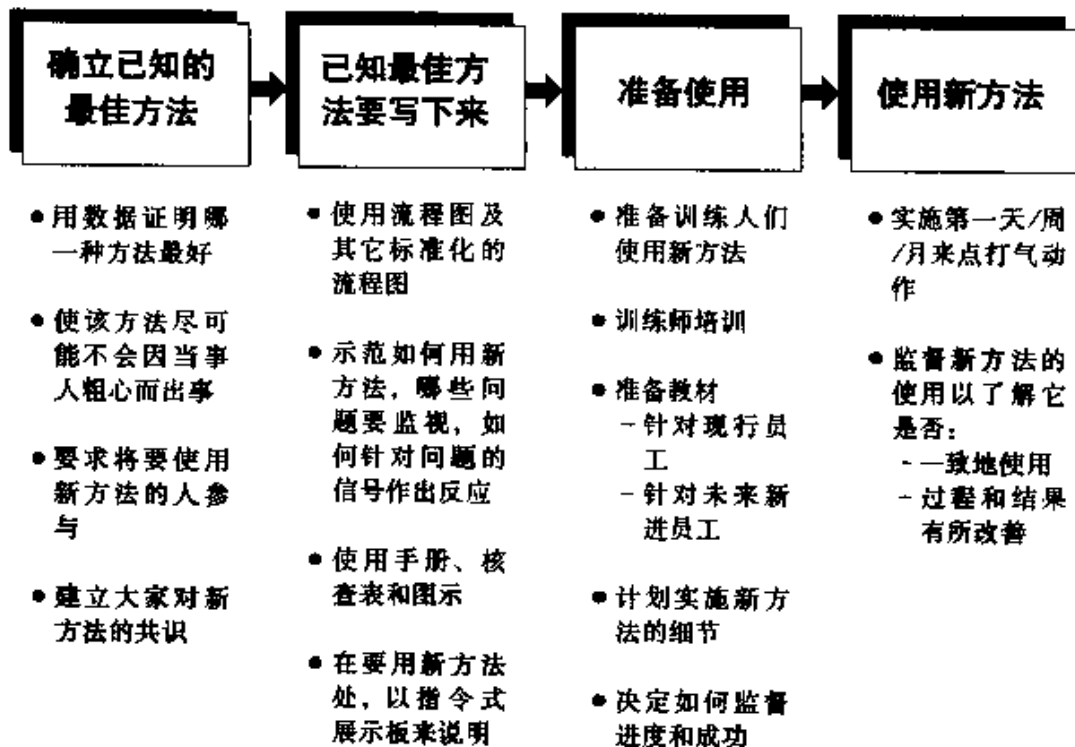 确立已知的
最佳方法
已知最佳方
法要写下来
准备使用
使用新方法
● 用数据证明哪
一种方法最好
● 使该方法尽可
能不会因当事
人粗心而出事
● 要求将要使用
新方法的人参
与
● 建立大家对新
方法的共识
● 使用流程图及
其它标准化的
流程图
● 示范如何用新
方法，哪些问
题要监视，如
何针对问题的
信号作出反应
● 使用手册、核
查表和图示
● 在要用新方法
处，以指令式
展示板来说明
● 准备训练人们
使用新方法
● 训练师培训
● 准备教材
－针对现行员
工
－针对未来新
进员工
● 计划实施新方
法的细节
● 决定如何监督
进度和成功
● 实施第一天/周
/月来点打气动
作
● 监督新方法的
使用以了解它
是否：
－一致地使用
－过程和结果
有所改善